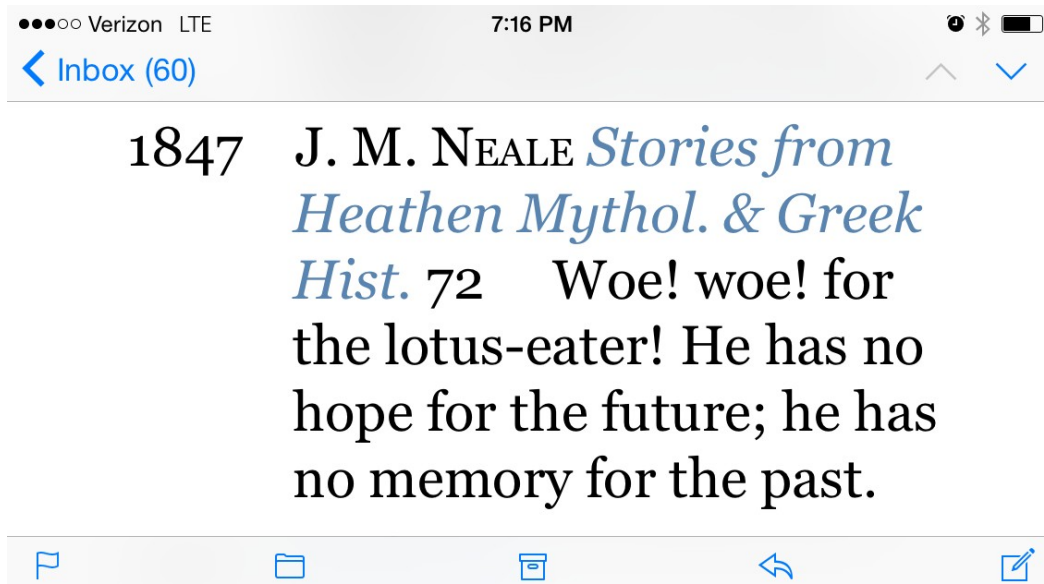 Verizon LTE 7:16 PM
Inbox (60)
1847 J. M. NEALE Stories from
Heathen Mythol. & Greek
Hist. 72 Woe! woe! for
the lotus-eater! He has no
hope for the future; he has
no memory for the past.